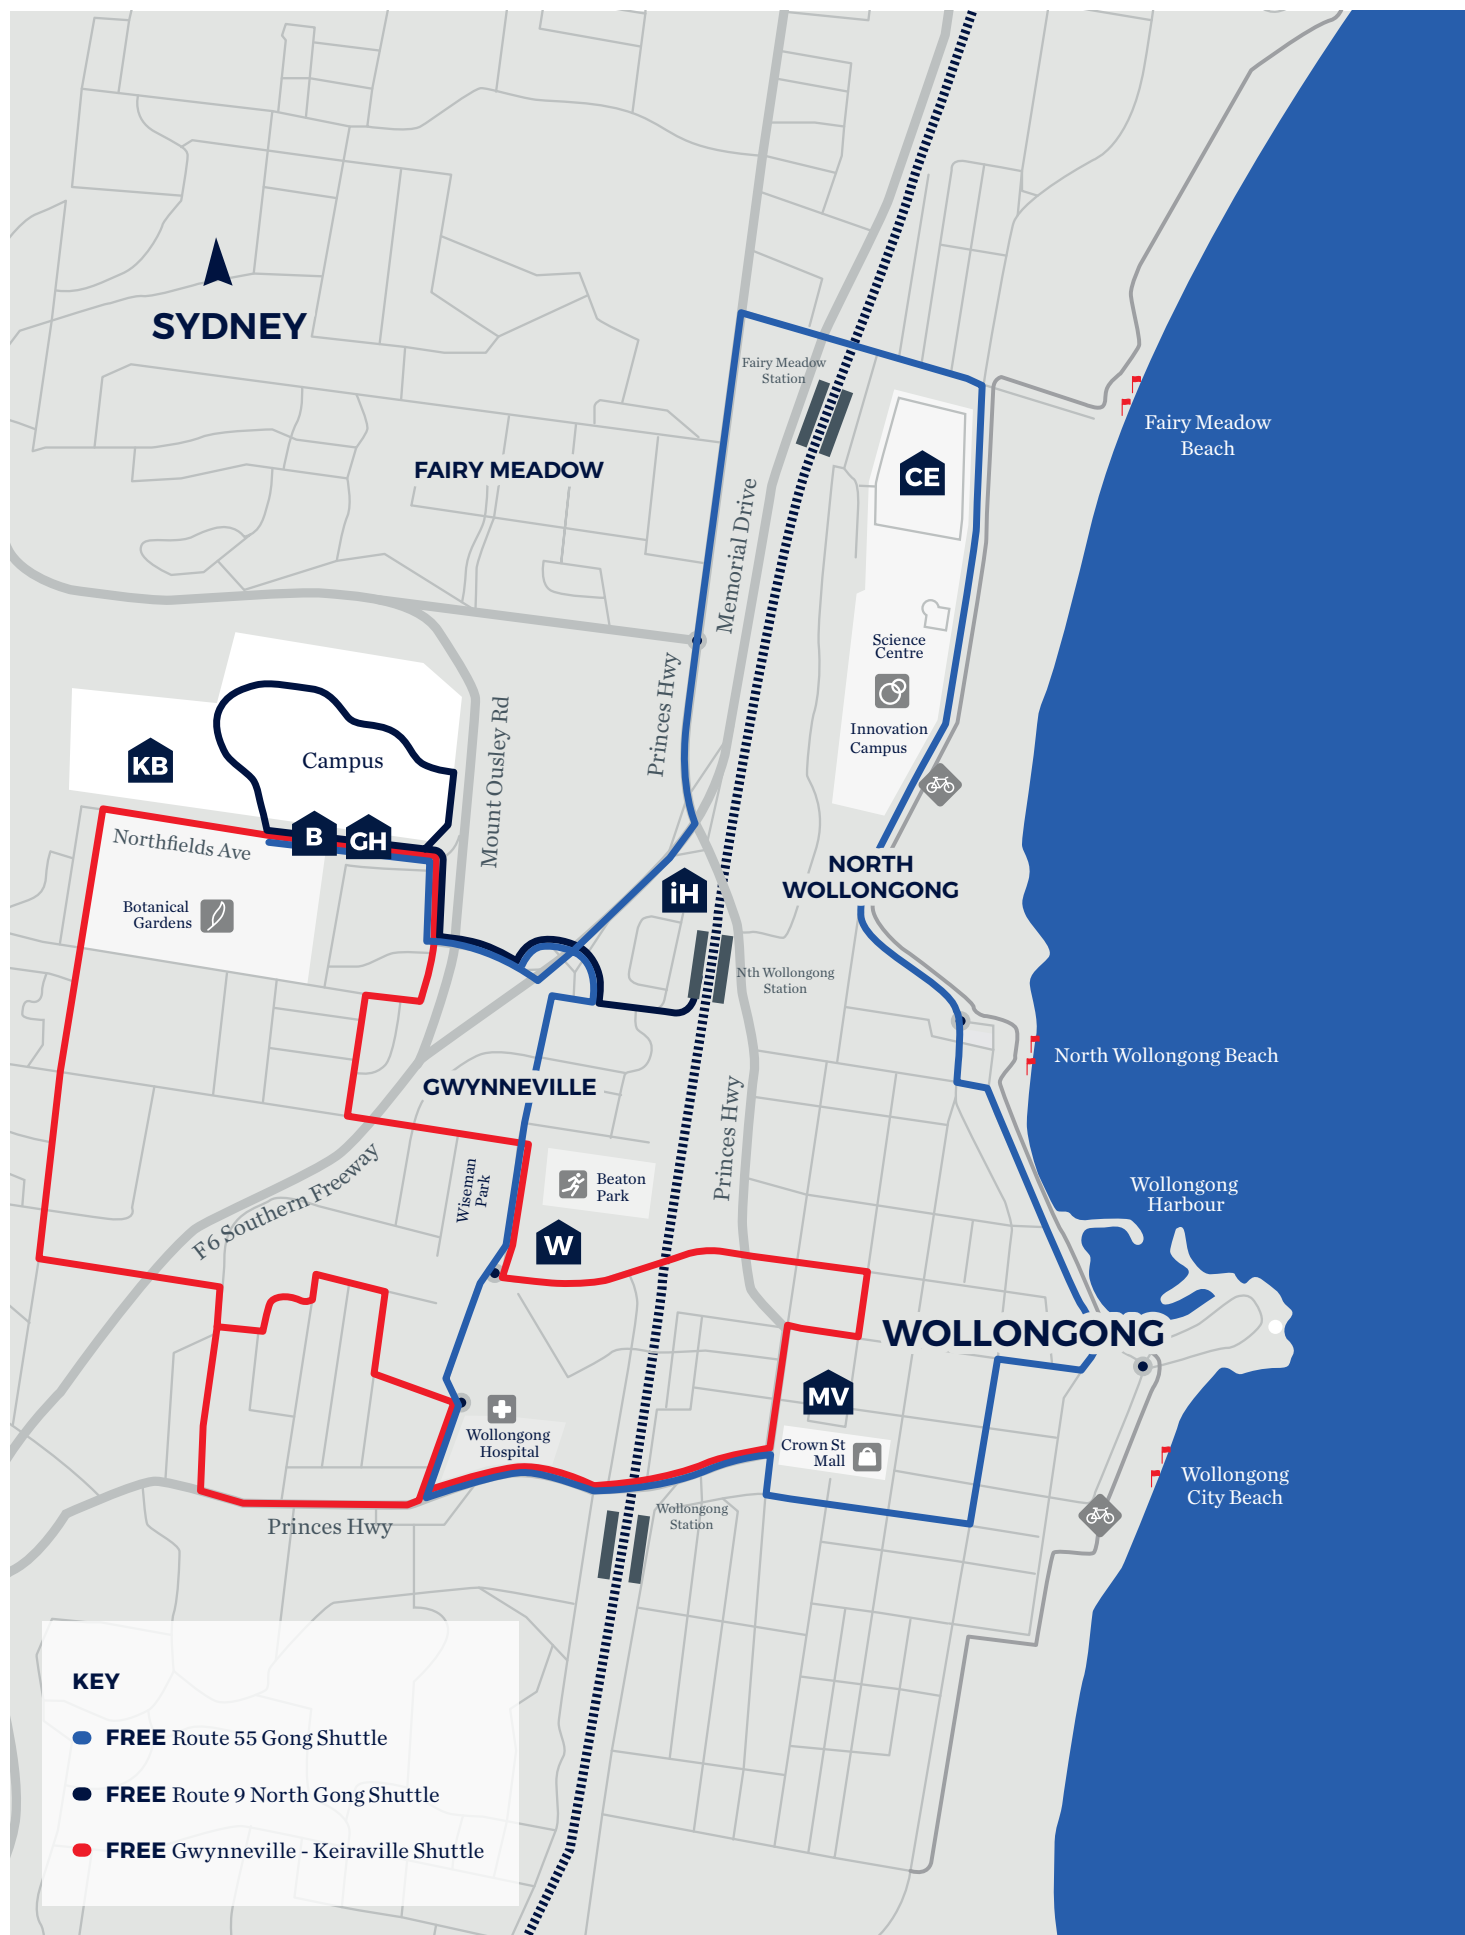 SYDNEY
Fairy Meadow
Station
Fairy Meadow
Beach
FAIRY MEADOW
CE
Memorial Drive
Science
Centre
Princes Hwy
Mount Ousley Rd
Innovation
Campus
KB
Campus
B
GH
Northfields Ave
NORTH
WOLLONGONG
iH
Botanical
Gardens
Nth Wollongong
Station
North Wollongong Beach
GWYNNEVILLE
Princes Hwy
Wiseman
Park
Beaton
Park
F6 Southern Freeway
Wollongong
Harbour
W
WOLLONGONG
MV
Wollongong
Hospital
Crown St
Mall
Wollongong
City Beach
Wollongong
Station
Princes Hwy
KEY
FREE Route 55 Gong Shuttle
FREE Route 9 North Gong Shuttle
FREE Gwynneville - Keiraville Shuttle